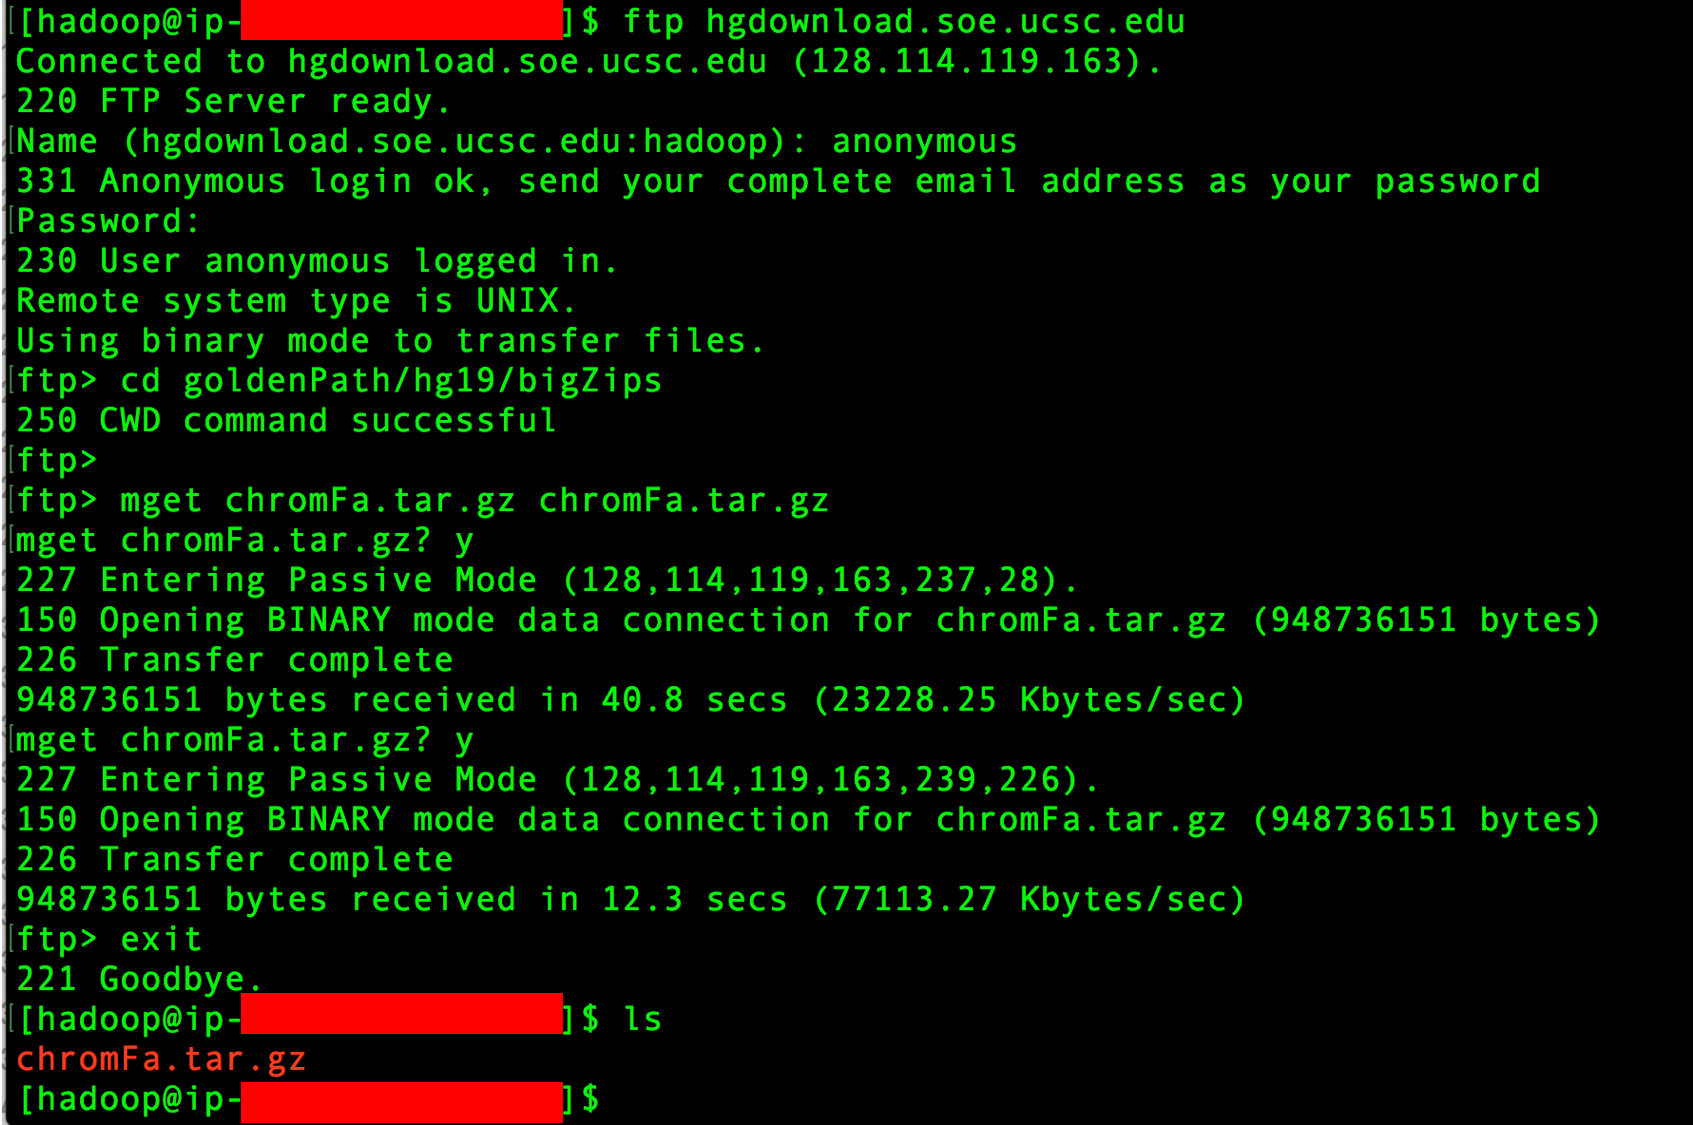 [[hadoop@ip- ]$ ftp hgdownload.soe.ucsc.edu
Connected to hgdownload.soe.ucsc.edu (128.114.119.163).
220 FTP Server ready.
[Name (hgdownload.soe.ucsc.edu:hadoop): anonymous
331 Anonymous login ok, send your complete email address as your password
[Password:
230 User anonymous logged in.
Remote system type is UNIX.
Using binary mode to transfer files.
[ftp> cd goldenPath/hg19/bigZips
250 CWD command successful
[ftp>
[ftp> mget chromFa.tar.gz chromFa.tar.gz
[mget chromFa.tar.gz? y
227 Entering Passive Mode (128,114,119,163,237,28).
150 Opening BINARY mode data connection for chromFa.tar.gz (948736151 bytes)
226 Transfer complete
948736151 bytes received in 40.8 secs (23228.25 Kbytes/sec)
[mget chromFa.tar.gz? y
227 Entering Passive Mode (128,114,119,163,239,226).
150 Opening BINARY mode data connection for chromFa.tar.gz (948736151 bytes)
226 Transfer complete
948736151 bytes received in 12.3 secs (77113.27 Kbytes/sec)
[ftp> exit
221 Goodbye.
[[hadoop@ip- ]$ ls
chromFa.tar.gz
[hadoop@ip- ]$